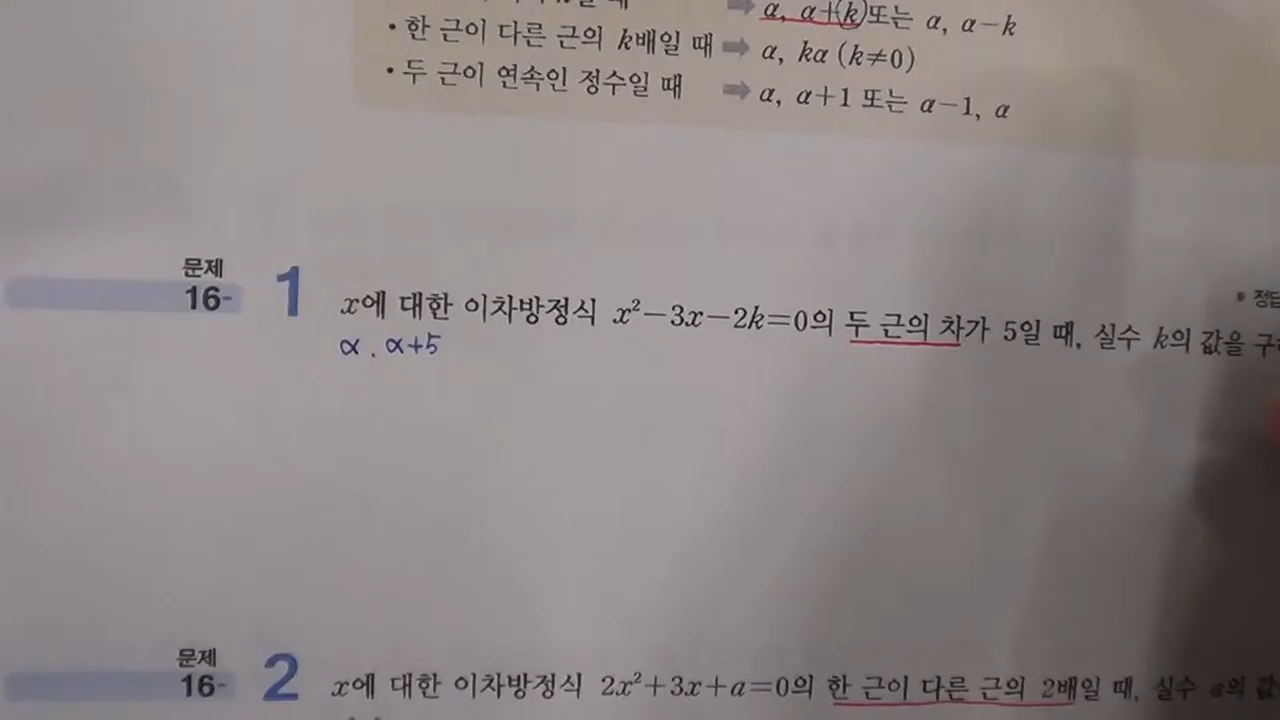 ⇒ α, α+k 또는 α, α−k
• 한 근이 다른 근의 k배일 때 ⇒ α, kα (k≠0)
• 두 근이 연속인 정수일 때 ⇒ α, α+1 또는 α−1, α
문제
16- 1 x에 대한 이차방정식 x²−3x−2k=0의 두 근의 차가 5일 때, 실수 k의 값을
α, α+5
문제
16- 2 x에 대한 이차방정식 2x²+3x+a=0의 한 근이 다른 근의 2배일 때, 실수 a의